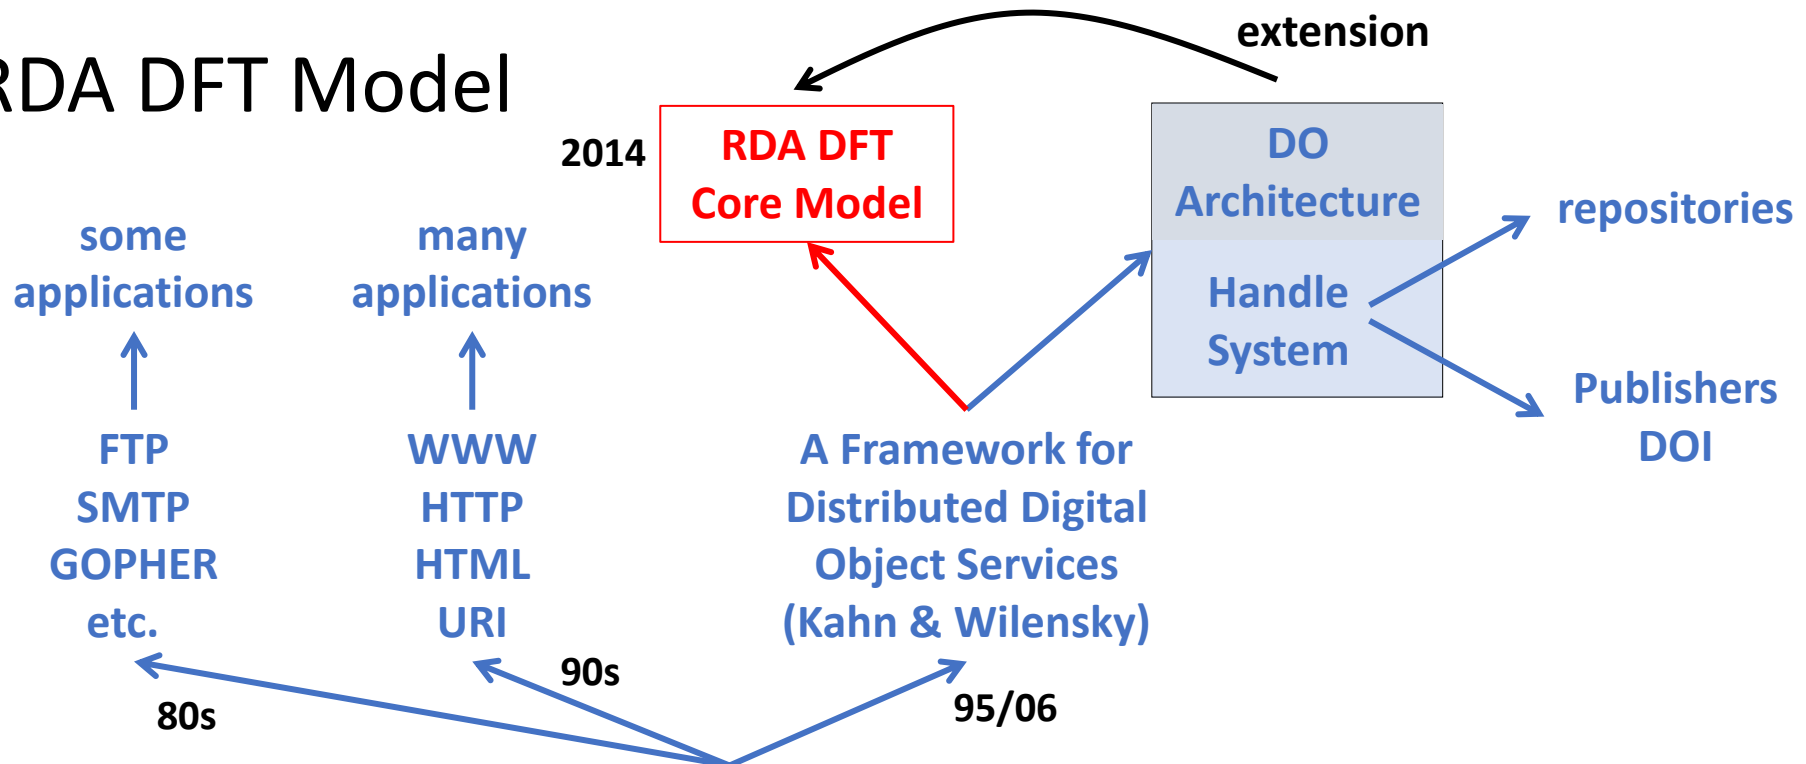 RDA DFT Model
extension
2014
RDA DFT
Core Model
DO
Architecture
Handle
System
repositories
Publishers
DOI
some
applications
many
applications
FTP
SMTP
GOPHER
etc.
WWW
HTTP
HTML
URI
A Framework for
Distributed Digital
Object Services
(Kahn & Wilensky)
80s
90s
95/06